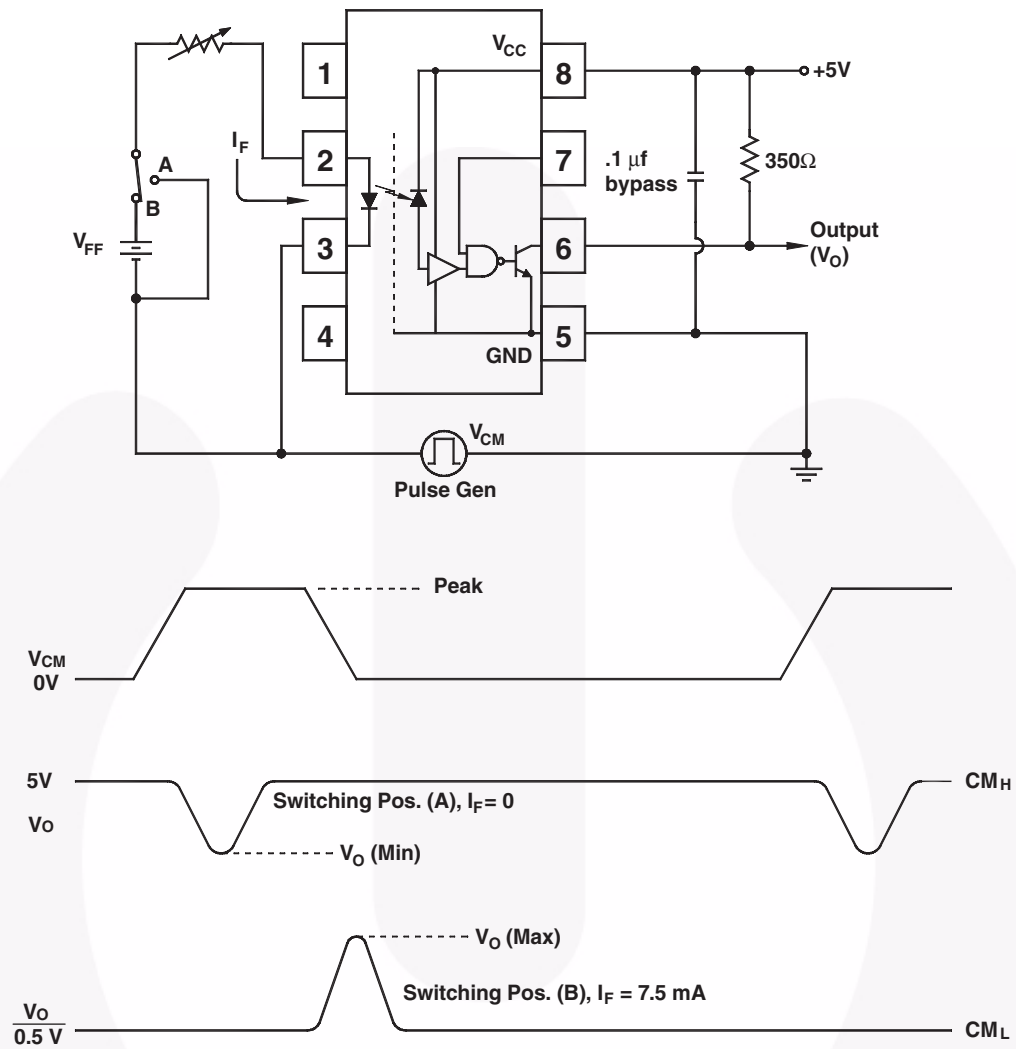 V_CC
1
8
+5V
I_F
2
7
.1 μf
bypass
350Ω
A
B
V_FF
3
6
Output
(V_O)
4
5
GND
V_CM
Pulse Gen
Peak
V_CM
0V
5V
Switching Pos. (A), I_F = 0
CM_H
V_O
V_O (Min)
V_O (Max)
Switching Pos. (B), I_F = 7.5 mA
V_O
0.5 V
CM_L